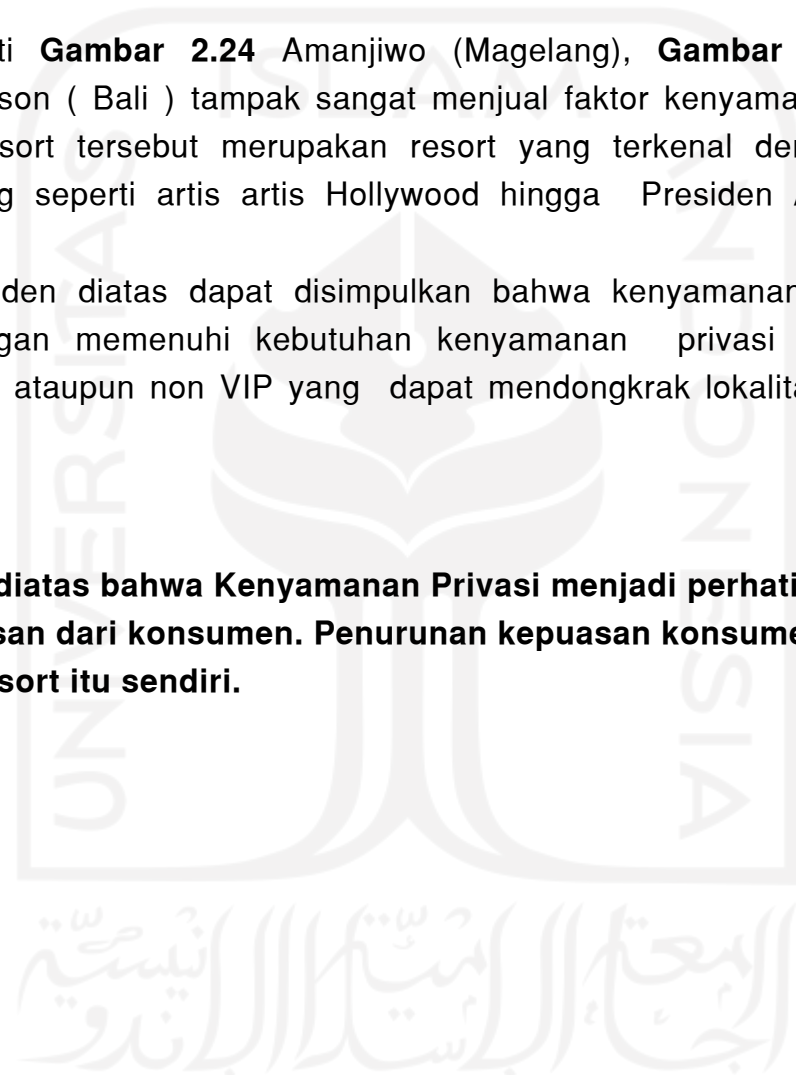 ti Gambar 2.24 Amanjiwo (Magelang), Gambar
son ( Bali ) tampak sangat menjual faktor kenyama
sort tersebut merupakan resort yang terkenal der
g seperti artis artis Hollywood hingga Presiden
den diatas dapat disimpulkan bahwa kenyamanan
gan memenuhi kebutuhan kenyamanan privasi
ataupun non VIP yang dapat mendongkrak lokalita
diatas bahwa Kenyamanan Privasi menjadi perhati
san dari konsumen. Penurunan kepuasan konsume
sort itu sendiri.
ISLAM
UNIVERSITAS
INDONESIA